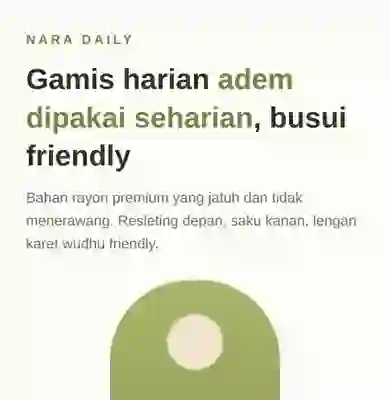 NARA DAILY
Gamis harian adem
dipakai seharian, busui
friendly
Bahan rayon premium yang jatuh dan tidak
menerawang. Resleting depan, saku kanan, lengan
karet wudhu friendly.